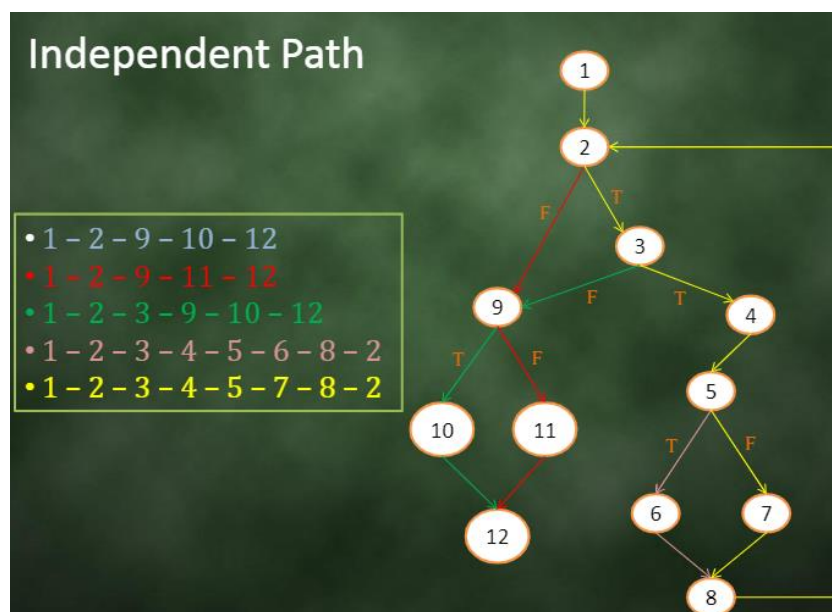 Independent Path
• 1 – 2 – 9 – 10 – 12
• 1 – 2 – 9 – 11 – 12
• 1 – 2 – 3 – 9 – 10 – 12
• 1 – 2 – 3 – 4 – 5 – 6 – 8 – 2
• 1 – 2 – 3 – 4 – 5 – 7 – 8 – 2
1
2
F
T
3
9
F
T
4
T
F
5
10
11
T
F
12
6
7
8